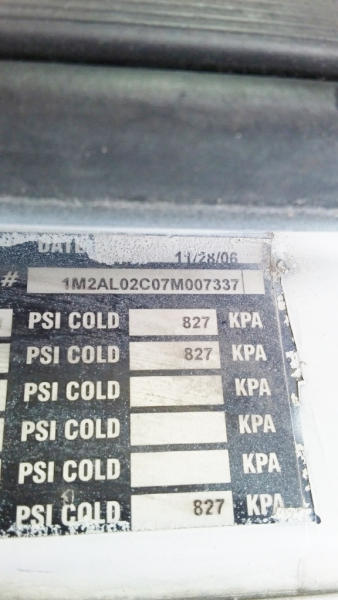 DATE 11/28/06
# 1M2AL02C07M007337
PSI COLD 827 KPA
PSI COLD 827 KPA
PSI COLD KPA
PSI COLD KPA
PSI COLD KPA
PSI COLD 827 KPA